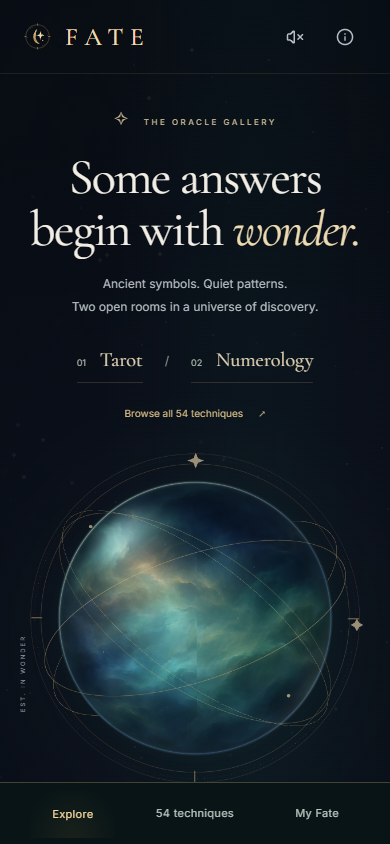 FATE
THE ORACLE GALLERY
Some answers
begin with wonder.
Ancient symbols. Quiet patterns.
Two open rooms in a universe of discovery.
01 Tarot / 02 Numerology
Browse all 54 techniques ↗
EST. IN WONDER
Explore 54 techniques My Fate